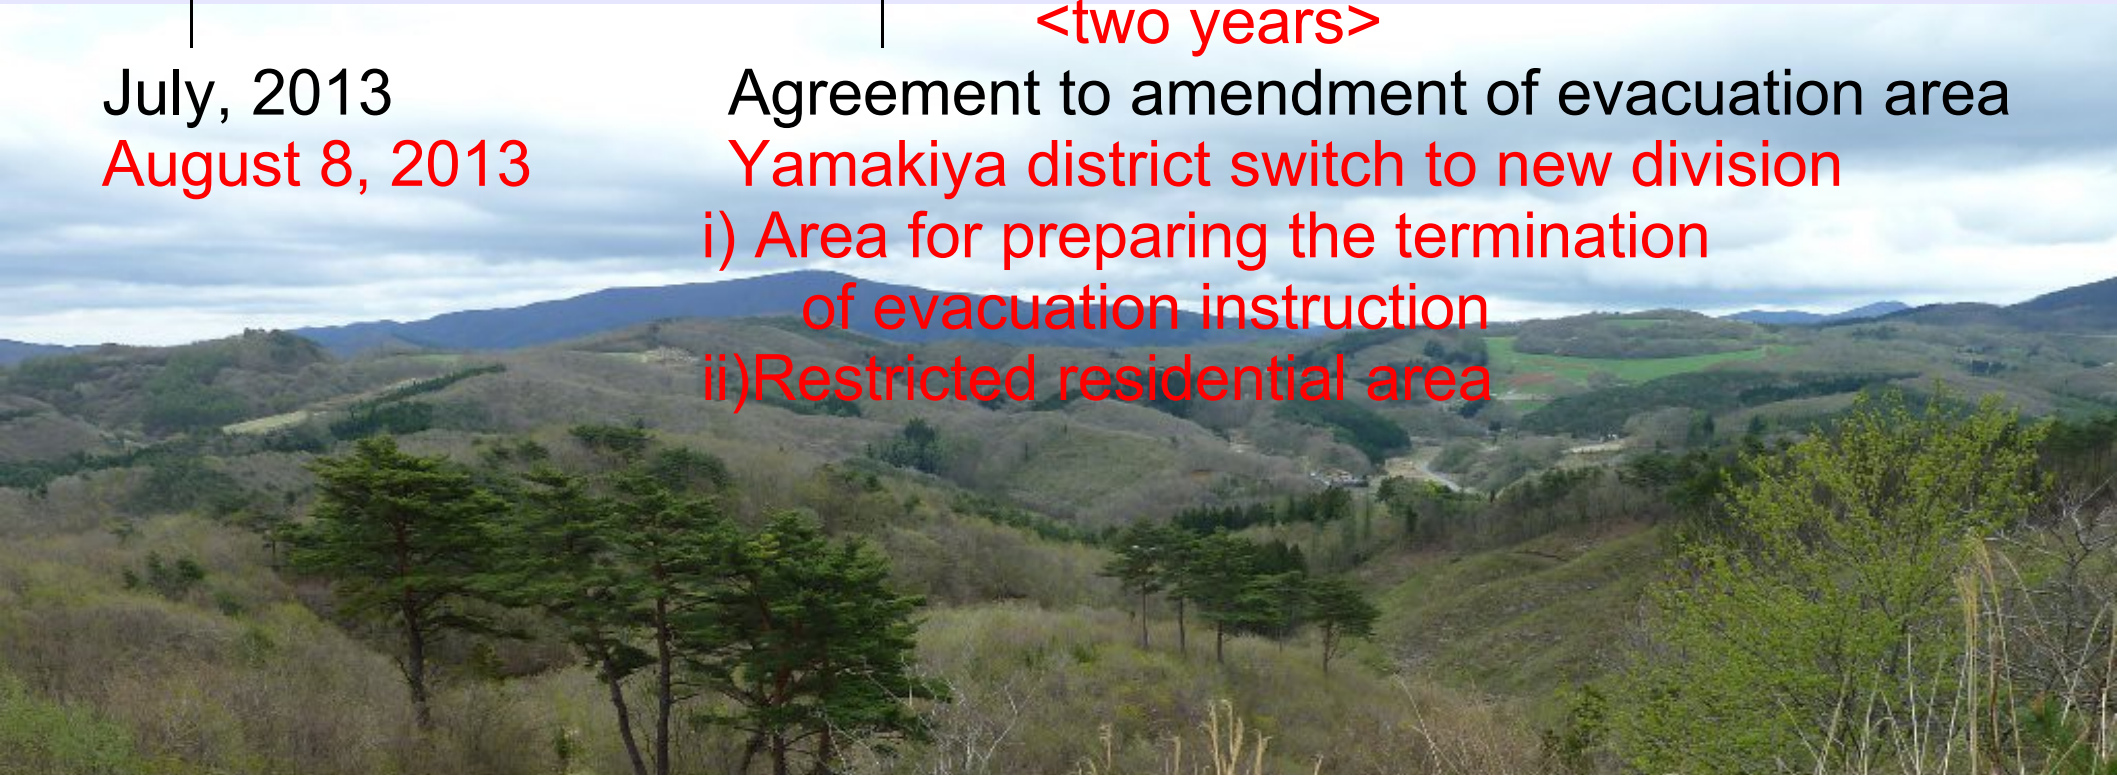 <two years>
July, 2013 Agreement to amendment of evacuation area
August 8, 2013 Yamakiya district switch to new division
i) Area for preparing the termination
of evacuation instruction
ii)Restricted residential area